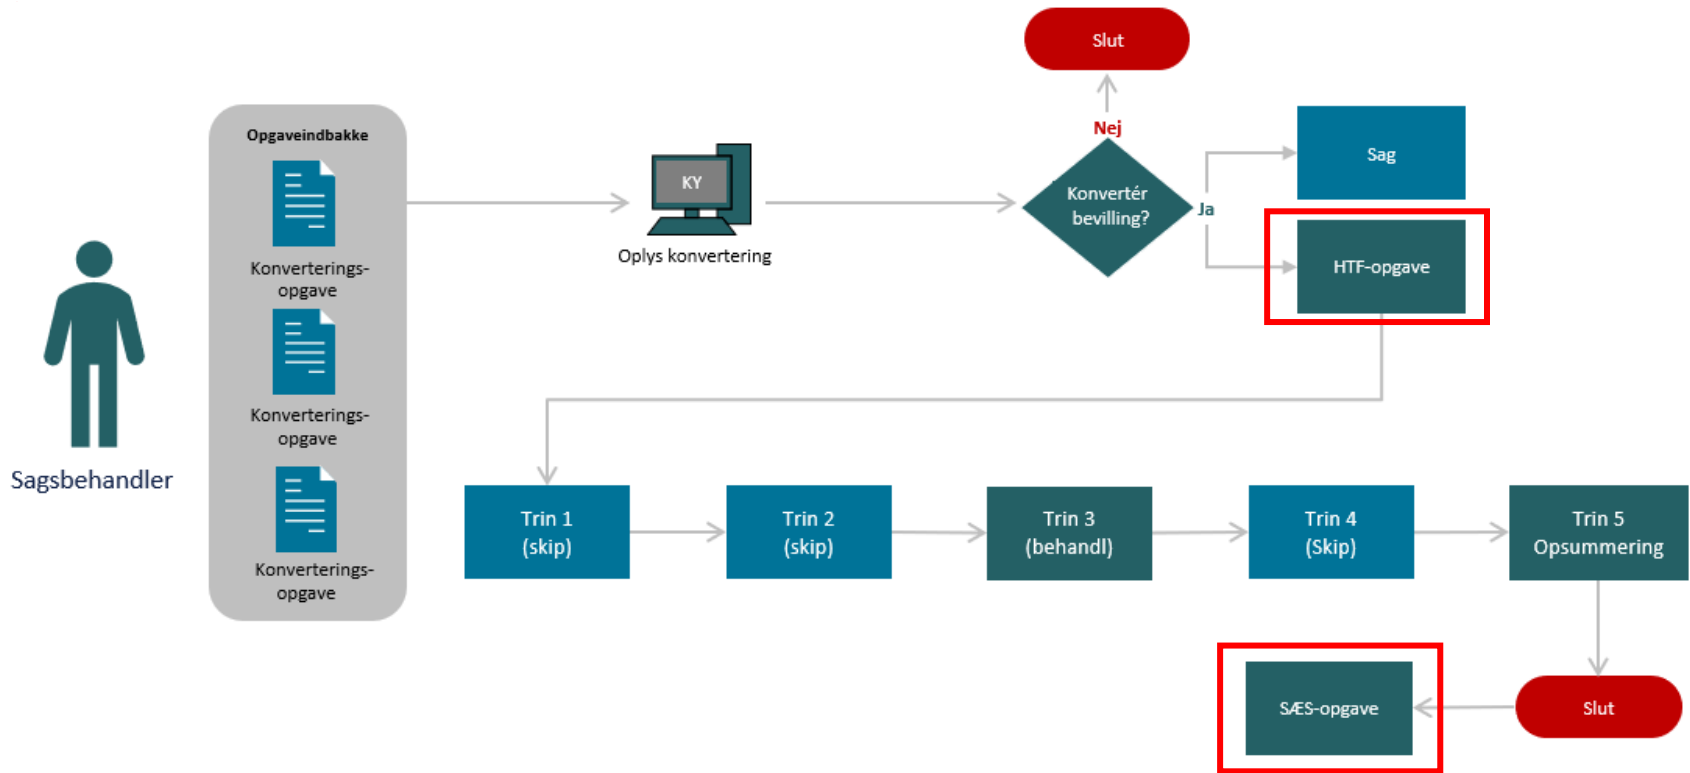 Slut
Opgaveindbakke
Nej
KY
Sag
Konvertér
bevilling?
Ja
Oplys konvertering
Konverterings-
opgave
HTF-opgave
Konverterings-
opgave
Sagsbehandler
Konverterings-
opgave
Trin 1
(skip)
Trin 2
(skip)
Trin 3
(behandl)
Trin 4
(Skip)
Trin 5
Opsummering
SÆS-opgave
Slut